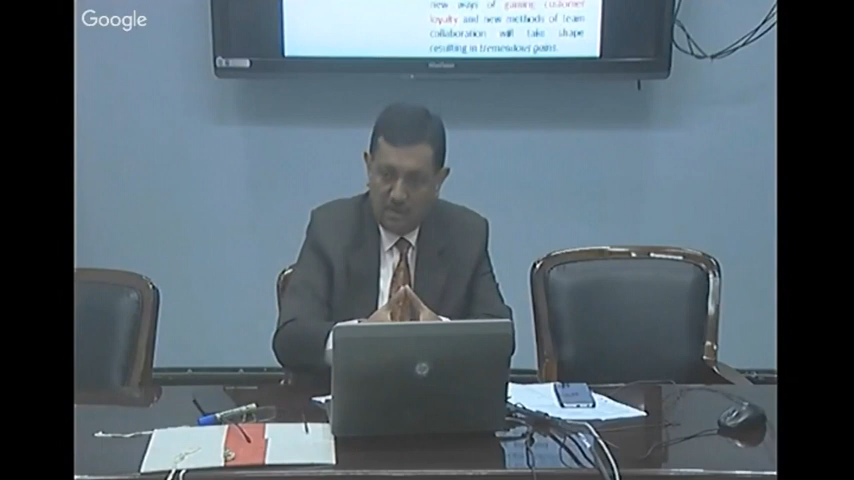 Google
new ways of gaining customer
loyalty and new methods of team
collaboration will take shape
resulting in tremendous gains.
hp